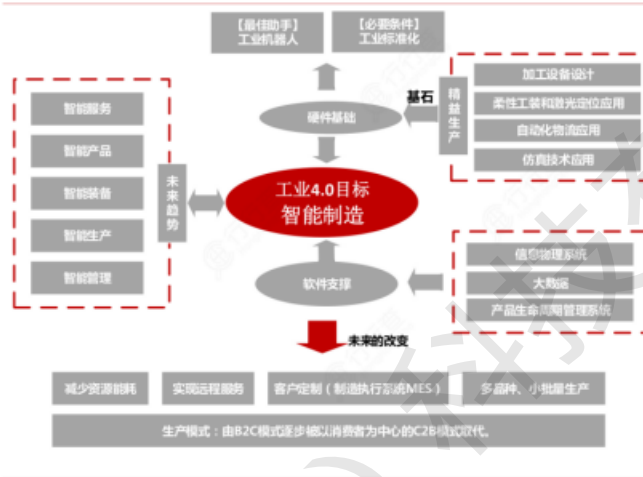 【最佳助手】
工业机器人
【必要条件】
工业标准化
智能服务
智能产品
智能装备
智能生产
智能管理
未来趋势
硬件基础
基石
精益生产
加工设备设计
柔性工装和激光定位应用
自动化物流应用
仿真技术应用
工业4.0目标
智能制造
软件支撑
信息物理系统
大数据
产品生命周期管理系统
未来的改变
减少资源能耗
实现远程服务
客户定制（制造执行系统MES）
多品种、小批量生产
生产模式：由B2C模式逐步被以消费者为中心的C2B模式取代。
科技